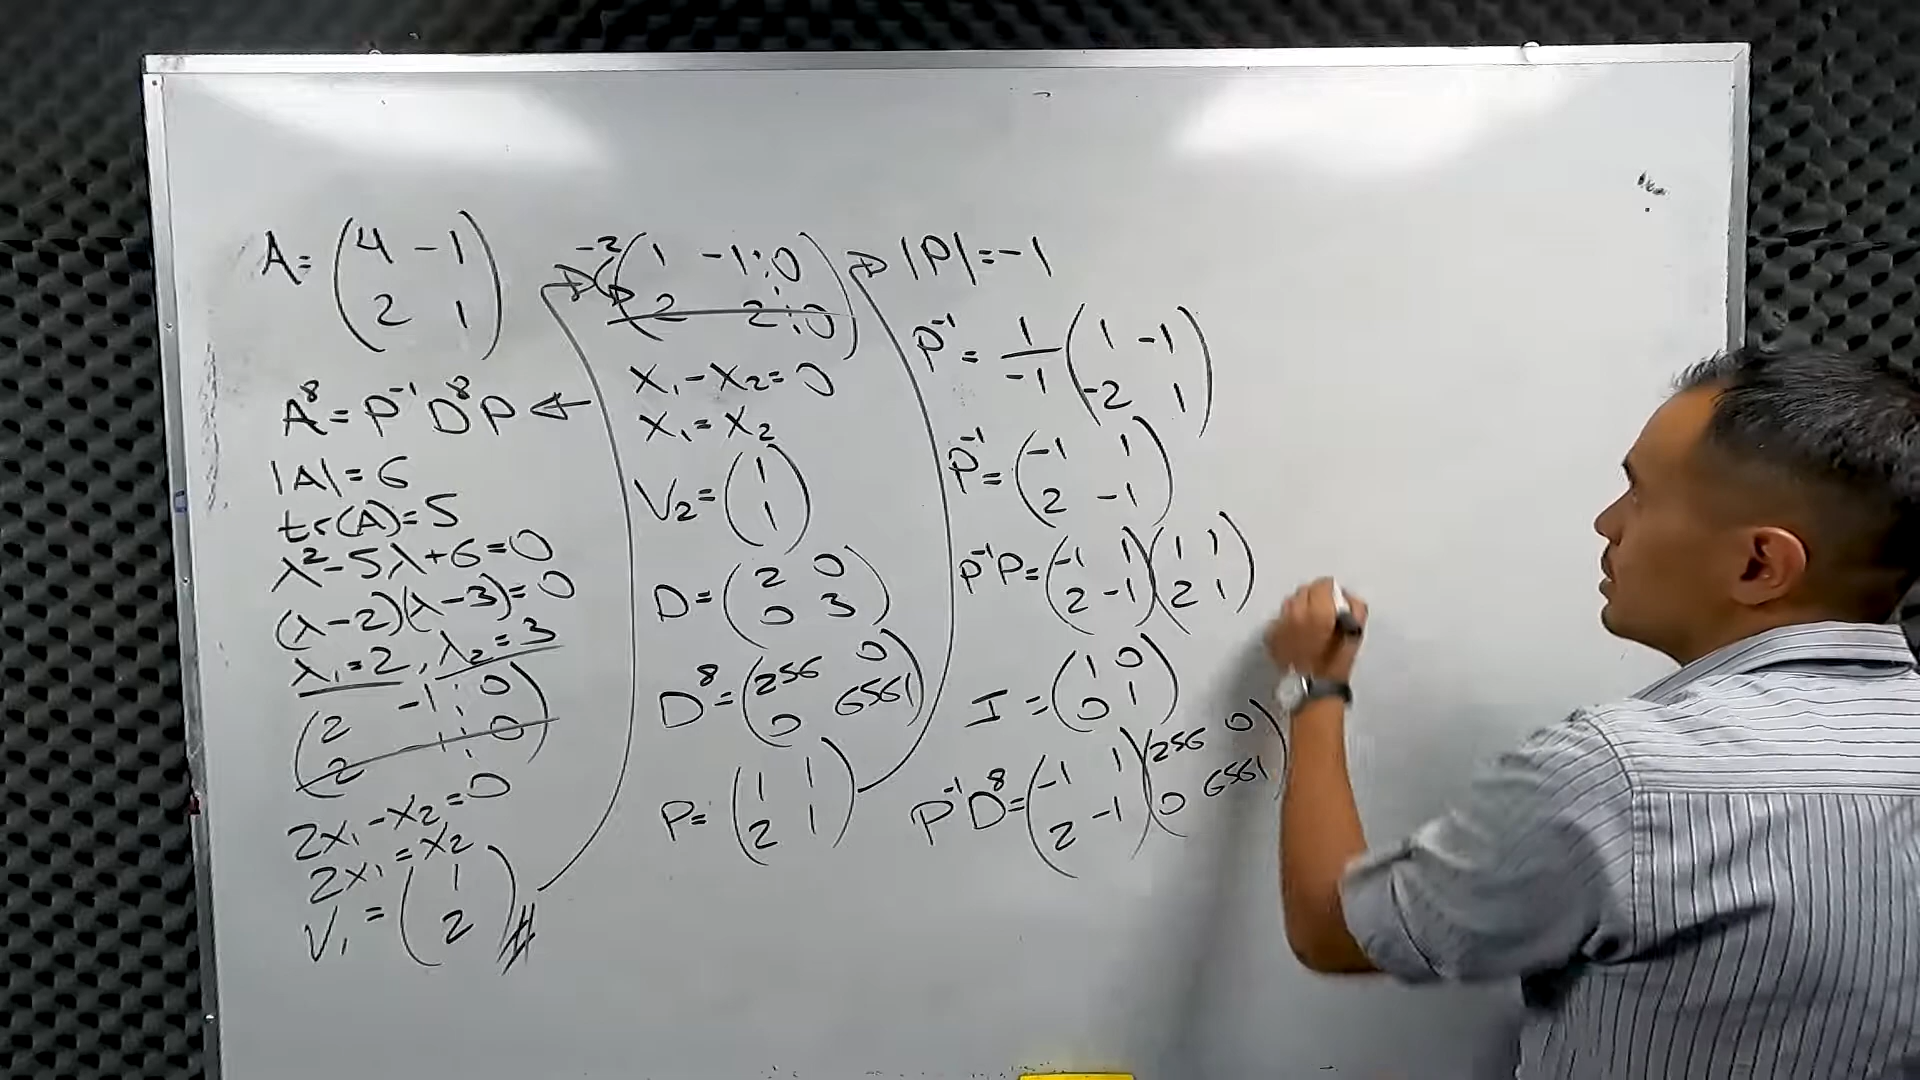 A= (4 -1
2 1)
A⁸=P⁻¹D⁸P ⇐
|A|=6
tr(A)=5
λ²-5λ+6=0
(λ-2)(λ-3)=0
λ₁=2, λ₂=3
(2 -1:0
2 -1:0)
2x₁-x₂=0
2x₁=x₂
V₁=(1
2)
-2(1 -1:0
2 2:0)
x₁-x₂=0
x₁=x₂
V₂=(1
1)
D=(2 0
0 3)
D⁸=(256 0
0 6561)
P=(1 1
2 1)
|P|=-1
P⁻¹= 1/-1 (1 -1
-2 1)
P⁻¹=(-1 1
2 -1)
P⁻¹P=(-1 1)(1 1
2 -1)(2 1)
I=(1 0
0 1)
P⁻¹D⁸=(-1 1)(256 0
2 -1)(0 6561)